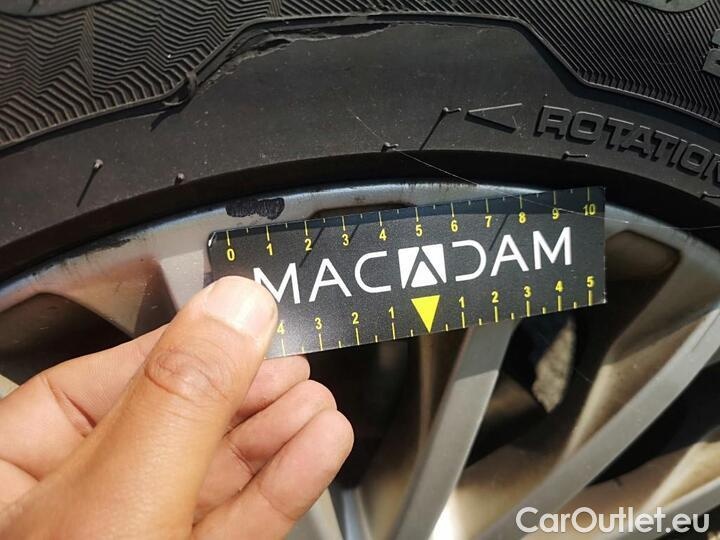 ROTATION
0 1 2 3 4 5 6 7 8 9 10
MACADAM
4 3 2 1 1 2 3 4 5
CarOutlet.eu